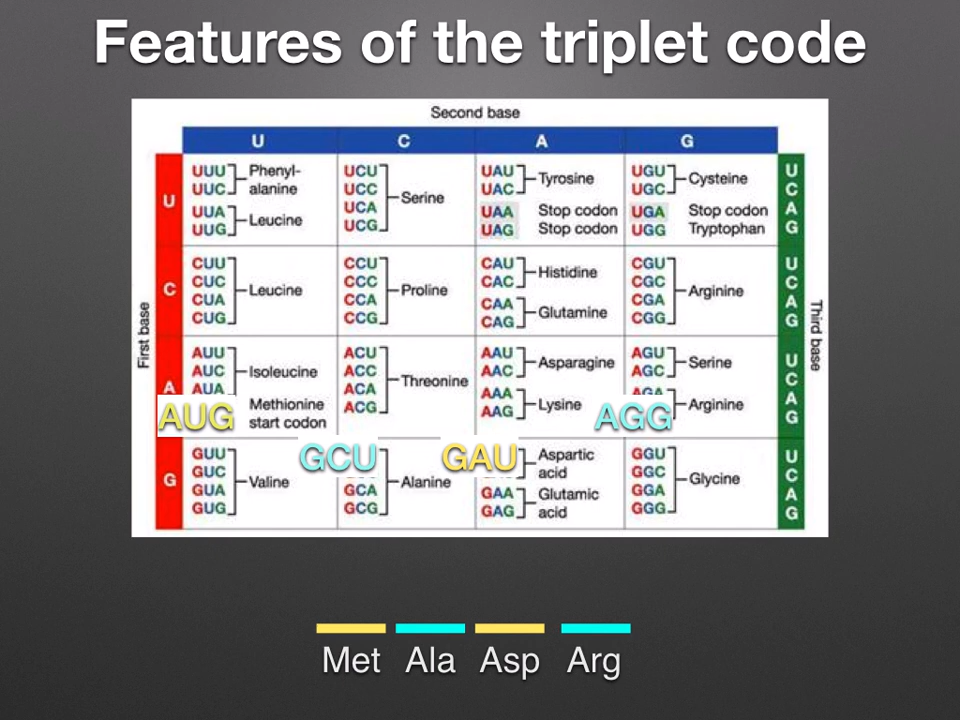 Features of the triplet code
Second base
U C A G
First base
Third base
U
UUU
UUC
Phenyl-
alanine
UUA
UUG
Leucine
UCU
UCC
UCA
UCG
Serine
UAU
UAC
Tyrosine
UAA Stop codon
UAG Stop codon
UGU
UGC
Cysteine
UGA Stop codon
UGG Tryptophan
U
C
A
G
C
CUU
CUC
CUA
CUG
Leucine
CCU
CCC
CCA
CCG
Proline
CAU
CAC
Histidine
CAA
CAG
Glutamine
CGU
CGC
CGA
CGG
Arginine
U
C
A
G
A
AUU
AUC
AUA
Isoleucine
AUG
Methionine
start codon
ACU
ACC
ACA
ACG
Threonine
AAU
AAC
Asparagine
AAA
AAG
Lysine
AGU
AGC
Serine
AGA
AGG
Arginine
U
C
A
G
G
GUU
GUC
GUA
GUG
Valine
GCU
GCA
GCG
Alanine
GAU
Aspartic
acid
GAA
GAG
Glutamic
acid
GGU
GGC
GGA
GGG
Glycine
U
C
A
G
Met Ala Asp Arg